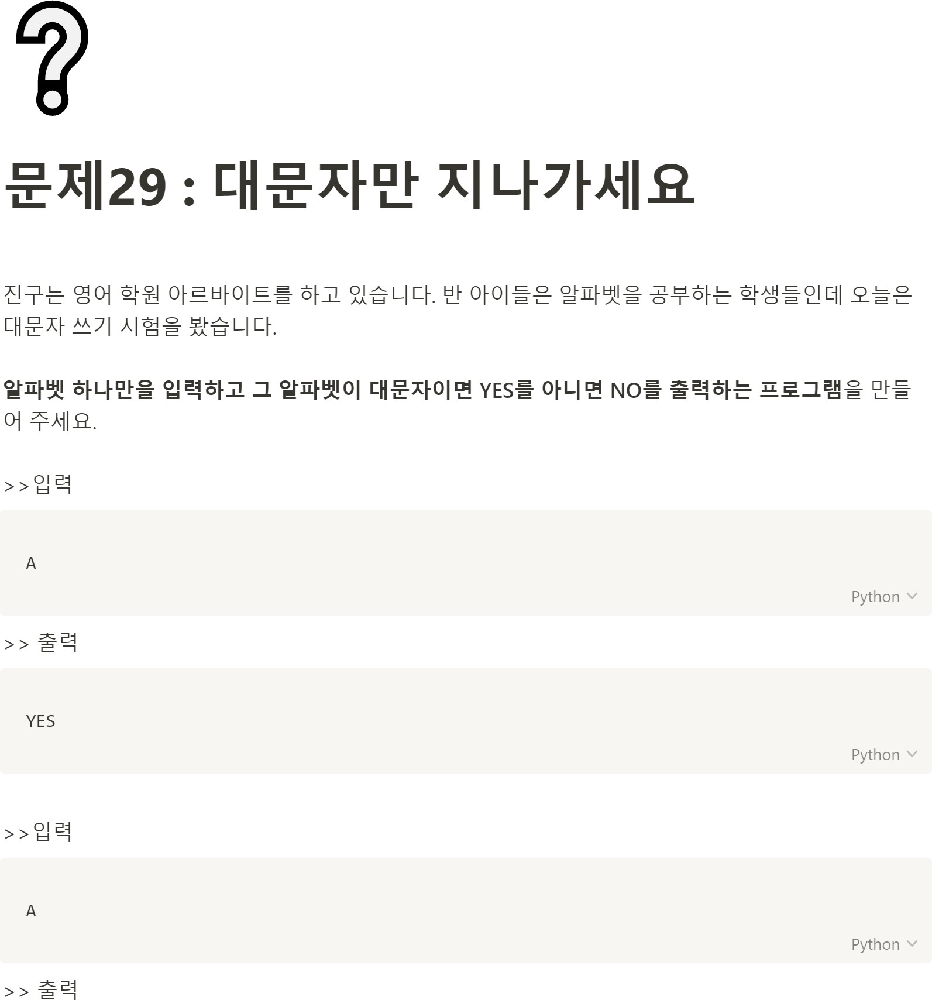 문제29 : 대문자만 지나가세요
진구는 영어 학원 아르바이트를 하고 있습니다. 반 아이들은 알파벳을 공부하는 학생들인데 오늘은
대문자 쓰기 시험을 봤습니다.
알파벳 하나만을 입력하고 그 알파벳이 대문자이면 YES를 아니면 NO를 출력하는 프로그램을 만들
어 주세요.
>>입력
A
Python
>> 출력
YES
Python
>>입력
A
Python
>> 출력